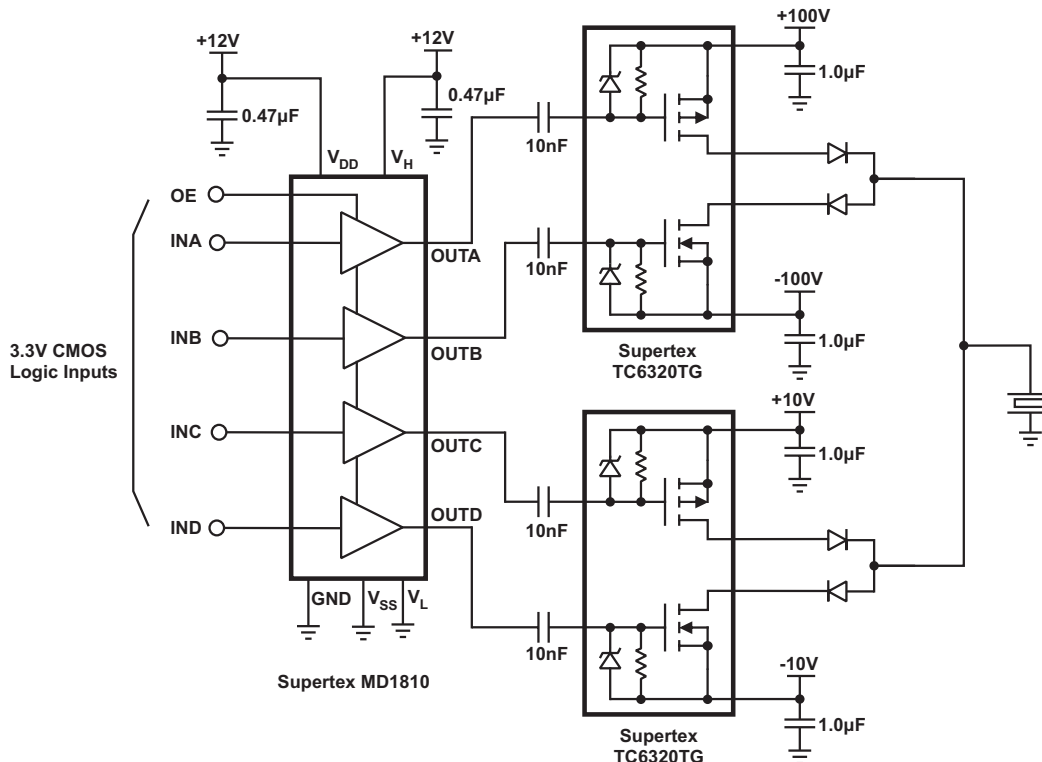 +12V
+12V
+100V
0.47µF
0.47µF
1.0µF
10nF
V_DD
V_H
OE
INA
OUTA
10nF
-100V
INB
OUTB
1.0µF
3.3V CMOS
Logic Inputs
Supertex
TC6320TG
+10V
INC
OUTC
1.0µF
10nF
IND
OUTD
GND
V_SS
V_L
10nF
-10V
Supertex MD1810
1.0µF
Supertex
TC6320TG